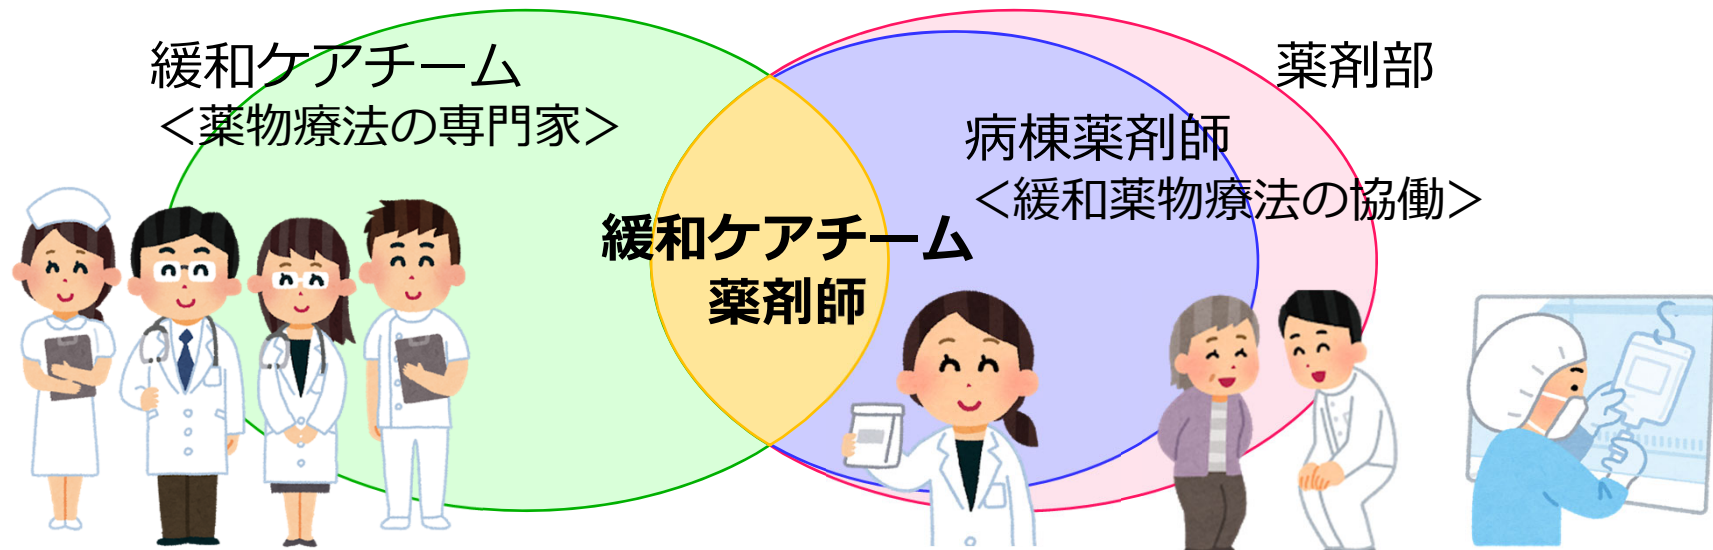 緩和ケアチーム
＜薬物療法の専門家＞
薬剤部
病棟薬剤師
＜緩和薬物療法の協働＞
緩和ケアチーム
薬剤師